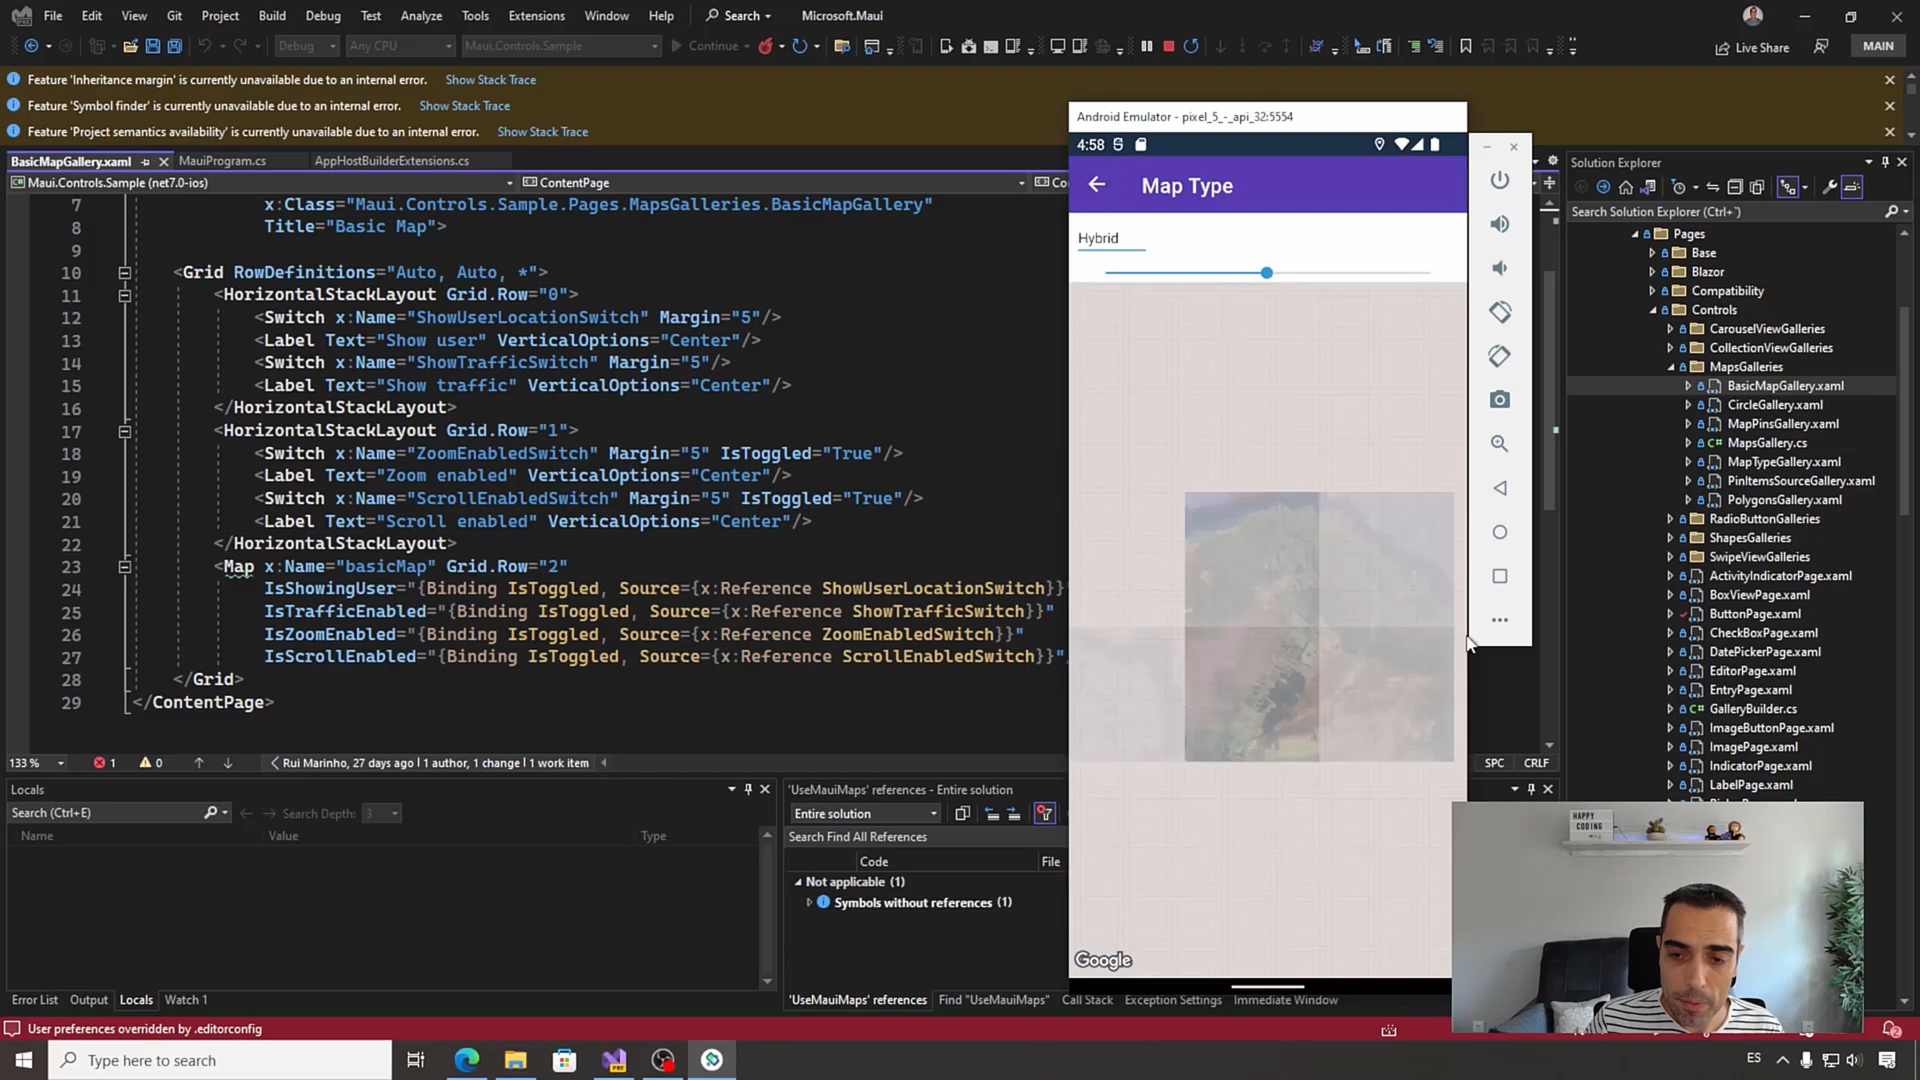 File Edit View Git Project Build Debug Test Analyze Tools Extensions Window Help Search Microsoft.Maui
Debug Any CPU Maui.Controls.Sample Continue Live Share MAIN
Feature 'Inheritance margin' is currently unavailable due to an internal error. Show Stack Trace
Feature 'Symbol finder' is currently unavailable due to an internal error. Show Stack Trace
Feature 'Project semantics availability' is currently unavailable due to an internal error. Show Stack Trace
BasicMapGallery.xaml MauiProgram.cs AppHostBuilderExtensions.cs
Maui.Controls.Sample (net7.0-ios) ContentPage
7 x:Class="Maui.Controls.Sample.Pages.MapsGalleries.BasicMapGallery"
8 Title="Basic Map">
9
10 <Grid RowDefinitions="Auto, Auto, *">
11 <HorizontalStackLayout Grid.Row="0">
12 <Switch x:Name="ShowUserLocationSwitch" Margin="5"/>
13 <Label Text="Show user" VerticalOptions="Center"/>
14 <Switch x:Name="ShowTrafficSwitch" Margin="5"/>
15 <Label Text="Show traffic" VerticalOptions="Center"/>
16 </HorizontalStackLayout>
17 <HorizontalStackLayout Grid.Row="1">
18 <Switch x:Name="ZoomEnabledSwitch" Margin="5" IsToggled="True"/>
19 <Label Text="Zoom enabled" VerticalOptions="Center"/>
20 <Switch x:Name="ScrollEnabledSwitch" Margin="5" IsToggled="True"/>
21 <Label Text="Scroll enabled" VerticalOptions="Center"/>
22 </HorizontalStackLayout>
23 <Map x:Name="basicMap" Grid.Row="2"
24 IsShowingUser="{Binding IsToggled, Source={x:Reference ShowUserLocationSwitch}}"
25 IsTrafficEnabled="{Binding IsToggled, Source={x:Reference ShowTrafficSwitch}}"
26 IsZoomEnabled="{Binding IsToggled, Source={x:Reference ZoomEnabledSwitch}}"
27 IsScrollEnabled="{Binding IsToggled, Source={x:Reference ScrollEnabledSwitch}}"
28 </Grid>
29 </ContentPage>
133 % 1 0 Rui Marinho, 27 days ago | 1 author, 1 change | 1 work item SPC CRLF
Android Emulator - pixel_5_-_api_32:5554
4:58
Map Type
Hybrid
Google
Solution Explorer
Search Solution Explorer (Ctrl+´)
Pages
Base
Blazor
Compatibility
Controls
CarouselViewGalleries
CollectionViewGalleries
MapsGalleries
BasicMapGallery.xaml
CircleGallery.xaml
MapPinsGallery.xaml
C# MapsGallery.cs
MapTypeGallery.xaml
PinItemsSourceGallery.xaml
PolygonsGallery.xaml
RadioButtonGalleries
ShapesGalleries
SwipeViewGalleries
ActivityIndicatorPage.xaml
BoxViewPage.xaml
ButtonPage.xaml
CheckBoxPage.xaml
DatePickerPage.xaml
EditorPage.xaml
EntryPage.xaml
C# GalleryBuilder.cs
ImageButtonPage.xaml
ImagePage.xaml
IndicatorPage.xaml
LabelPage.xaml
Locals
Search (Ctrl+E) Search Depth: 3
Name Value Type
'UseMauiMaps' references - Entire solution
Entire solution
Search Find All References
Code File
Not applicable (1)
Symbols without references (1)
HAPPY
CODING
Error List Output Locals Watch 1
'UseMauiMaps' references Find "UseMauiMaps" Call Stack Exception Settings Immediate Window
User preferences overridden by .editorconfig
Type here to search
PRE
ES